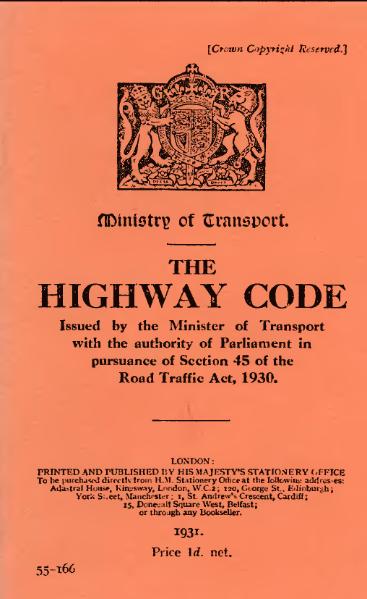 [Crown Copyright Reserved.]
Ministry of Transport.
THE
HIGHWAY CODE
Issued by the Minister of Transport
with the authority of Parliament in
pursuance of Section 45 of the
Road Traffic Act, 1930.
LONDON:
PRINTED AND PUBLISHED BY HIS MAJESTY'S STATIONERY OFFICE
To be purchased directly from H.M. Stationery Office at the following addresses:
Adastral House, Kingsway, London, W.C.2; 120, George St., Edinburgh;
York Street, Manchester; 1, St. Andrew's Crescent, Cardiff;
15, Donegall Square West, Belfast;
or through any Bookseller.
1931.
Price 1d. net.
55-166